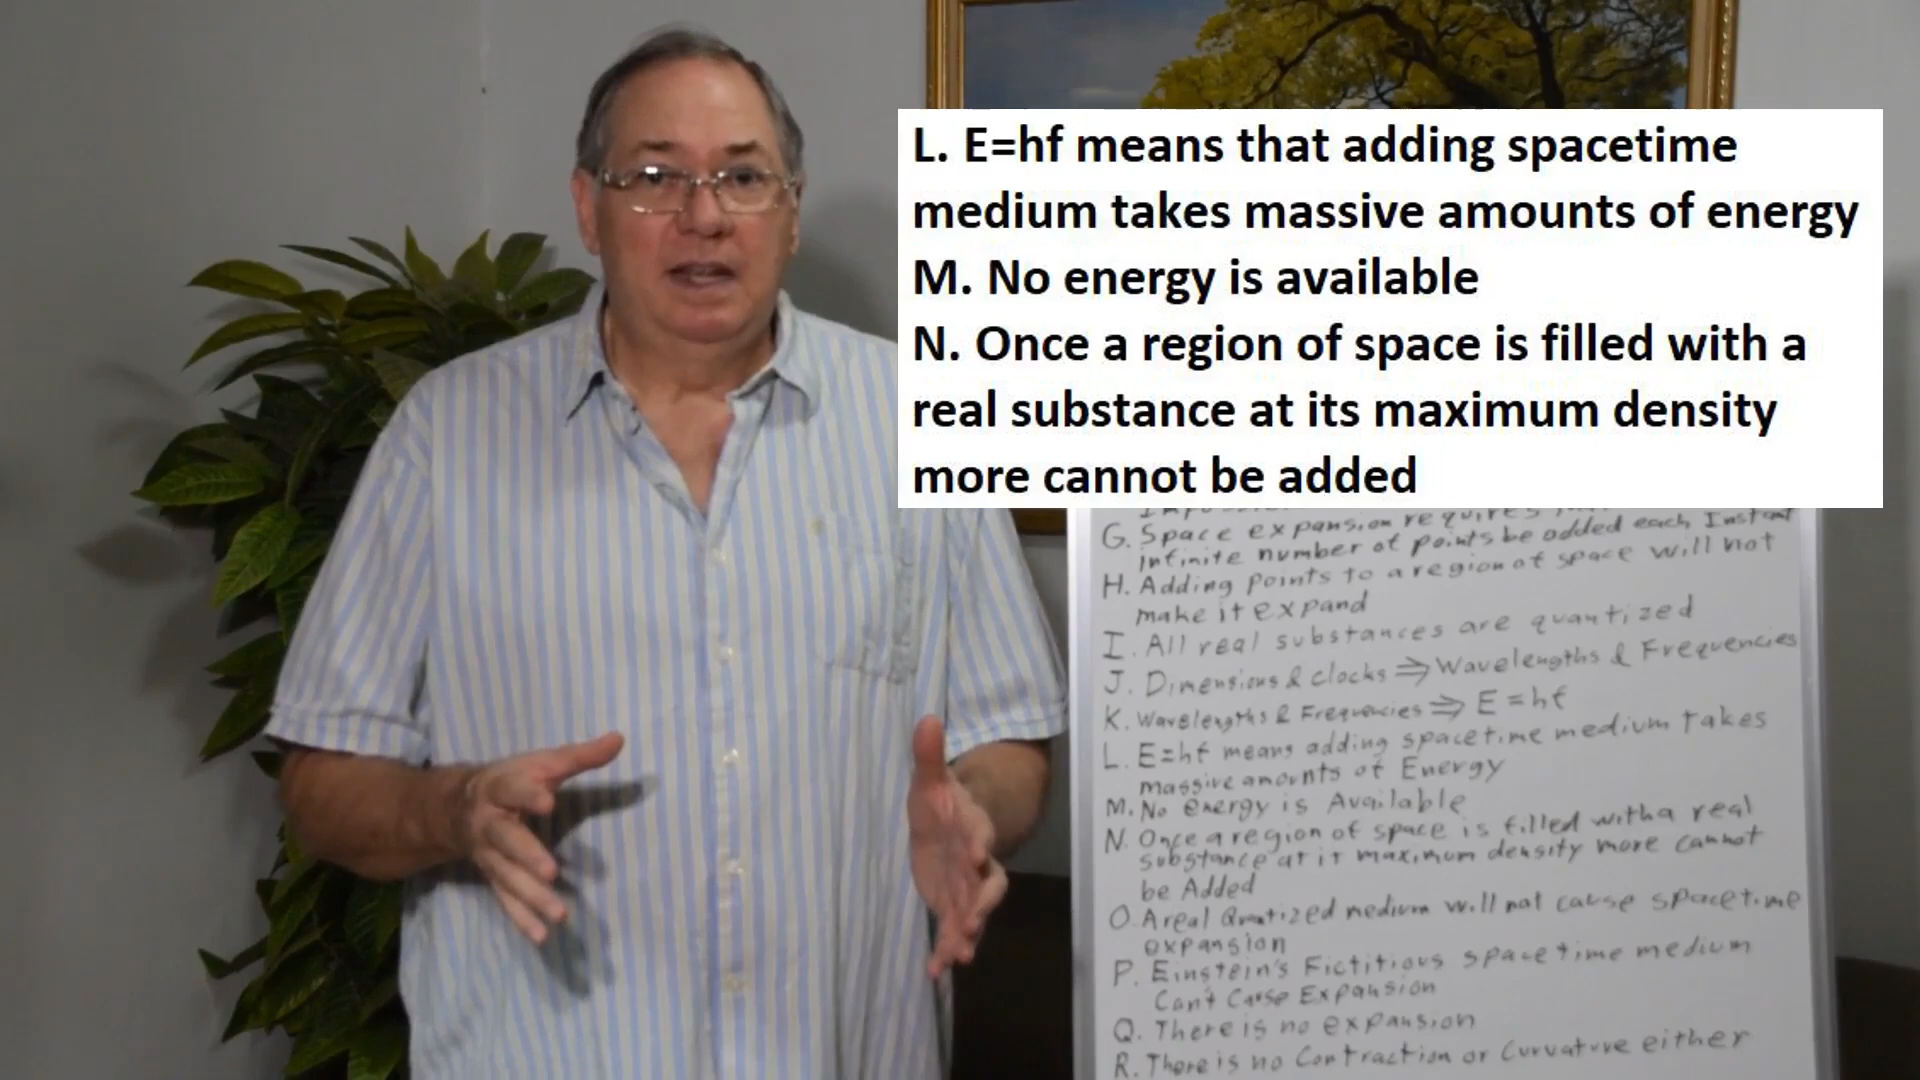 L. E=hf means that adding spacetime
medium takes massive amounts of energy
M. No energy is available
N. Once a region of space is filled with a
real substance at its maximum density
more cannot be added
G. Space expansion requires
infinite number of points be added each Instant
H. Adding points to a region of space will not
make it expand
I. All real substances are quantized
J. Dimensions & clocks ⇒ Wavelengths & Frequencies
K. Wavelengths & Frequencies ⇒ E = hf
L. E=hf means adding spacetime medium takes
massive amounts of Energy
M. No energy is Available
N. Once a region of space is filled with a real
substance at it maximum density more cannot
be Added
O. A real Quantized medium will not cause spacetime
expansion
P. Einstein's Fictitious spacetime medium
Can't Cause Expansion
Q. There is no expansion
R. There is no Contraction or Curvature either